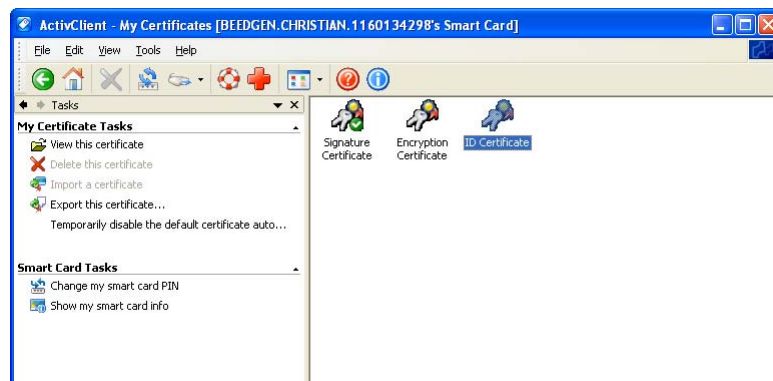 ActivClient - My Certificates [BEEDGEN.CHRISTIAN.1160134298's Smart Card]
File Edit View Tools Help
Tasks
My Certificate Tasks
View this certificate
Delete this certificate
Import a certificate
Export this certificate...
Temporarily disable the default certificate auto...
Smart Card Tasks
Change my smart card PIN
Show my smart card info
Signature
Certificate
Encryption
Certificate
ID Certificate